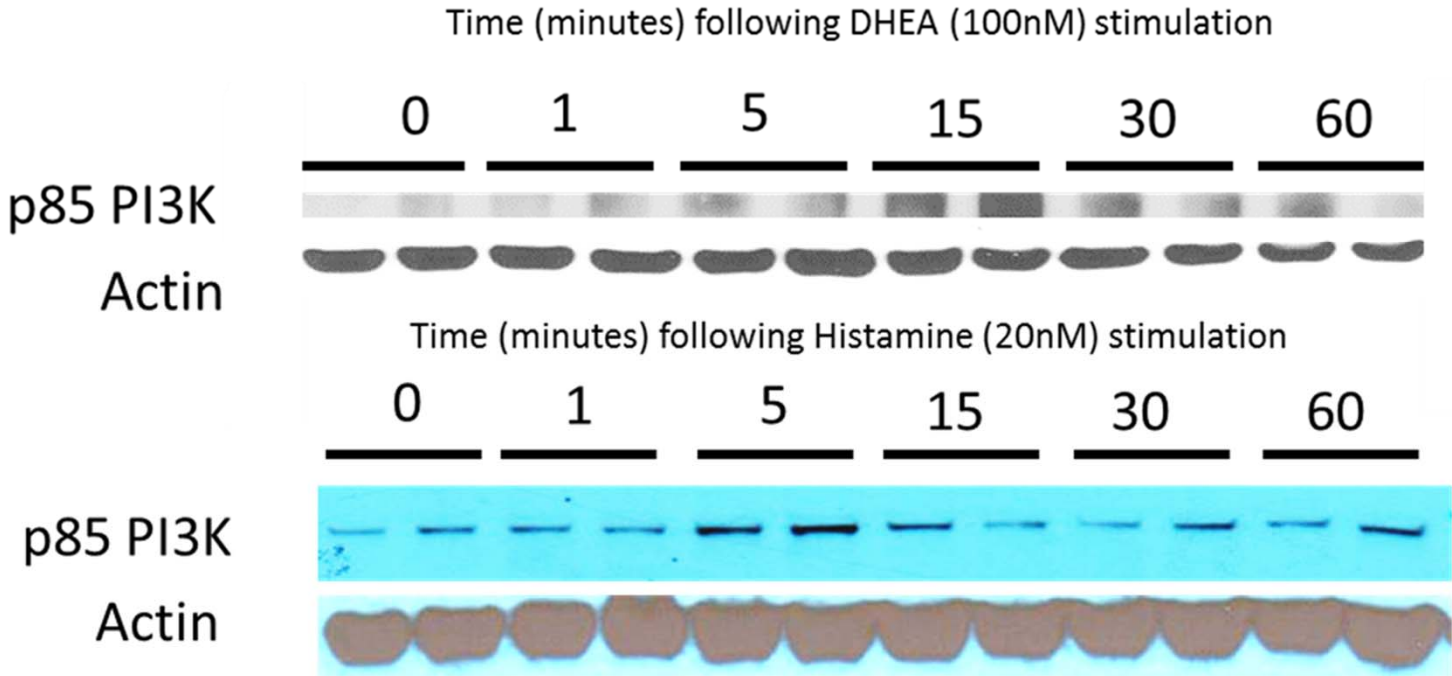 Time (minutes) following DHEA (100nM) stimulation
0 1 5 15 30 60
p85 PI3K
Actin
Time (minutes) following Histamine (20nM) stimulation
0 1 5 15 30 60
p85 PI3K
Actin